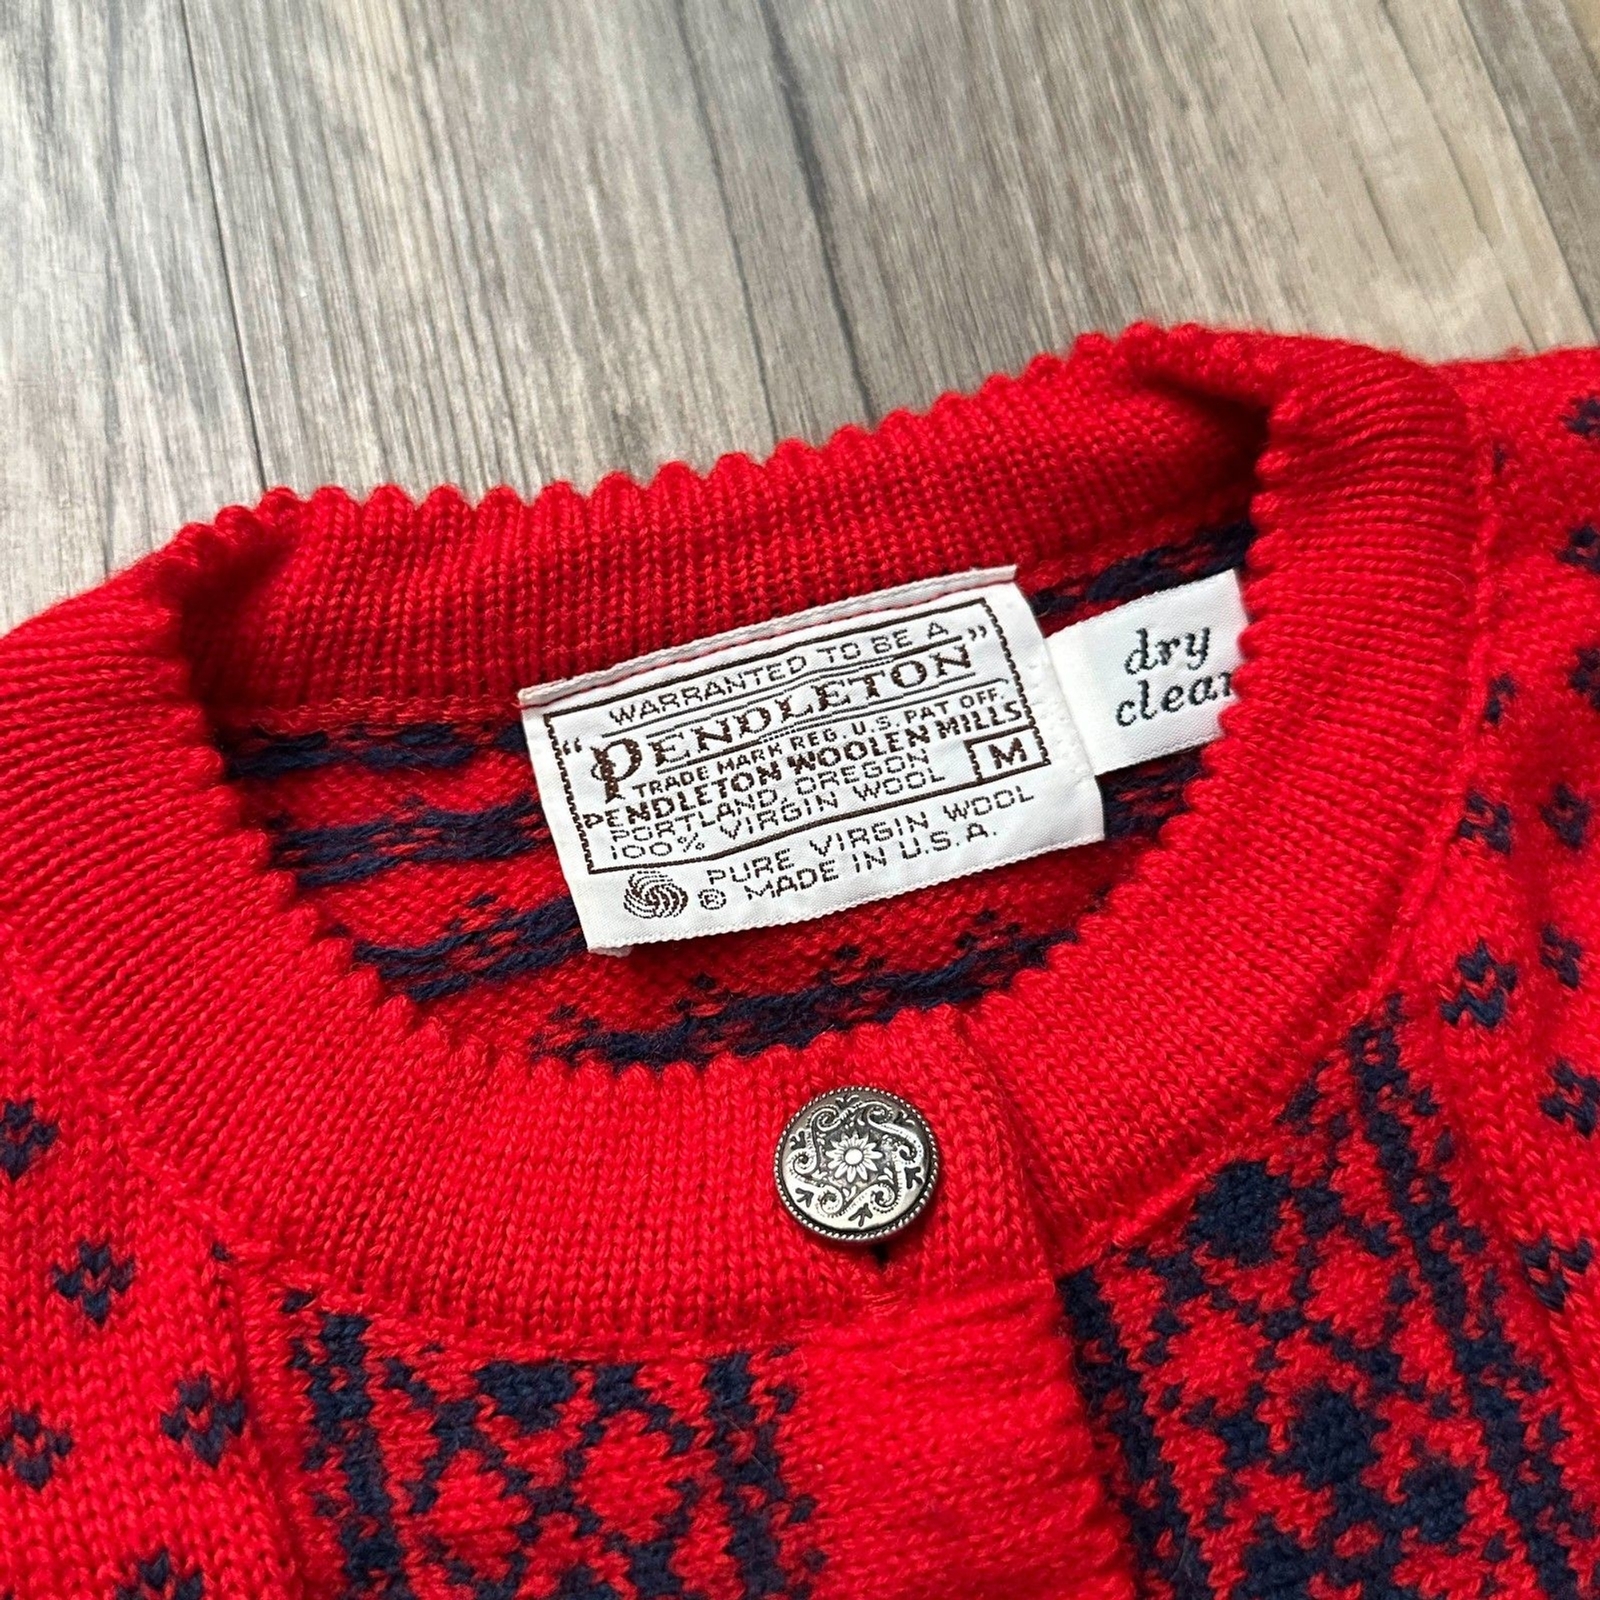 WARRANTED TO BE A
"PENDLETON"
TRADE MARK REG. U.S. PAT OFF.
PENDLETON WOOLEN MILLS
PORTLAND, OREGON
100% VIRGIN WOOL
M
PURE VIRGIN WOOL
® MADE IN U.S.A.
dry
clean